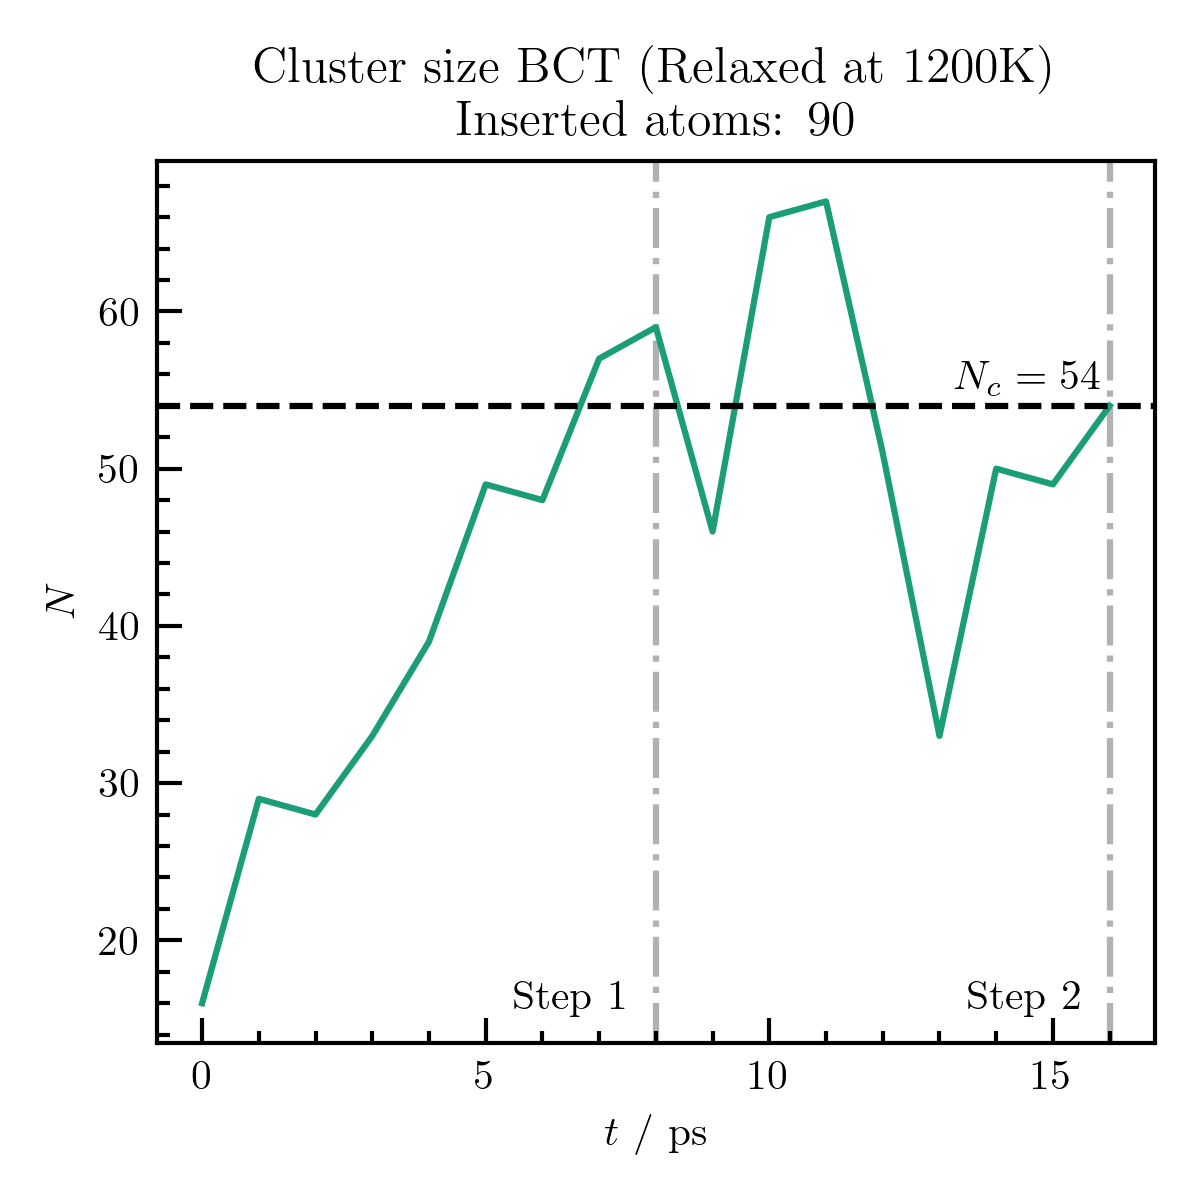 Cluster size BCT (Relaxed at 1200K)
Inserted atoms: 90
60
50
40
30
20
N
N_c = 54
Step 1
Step 2
0
5
10
15
t / ps